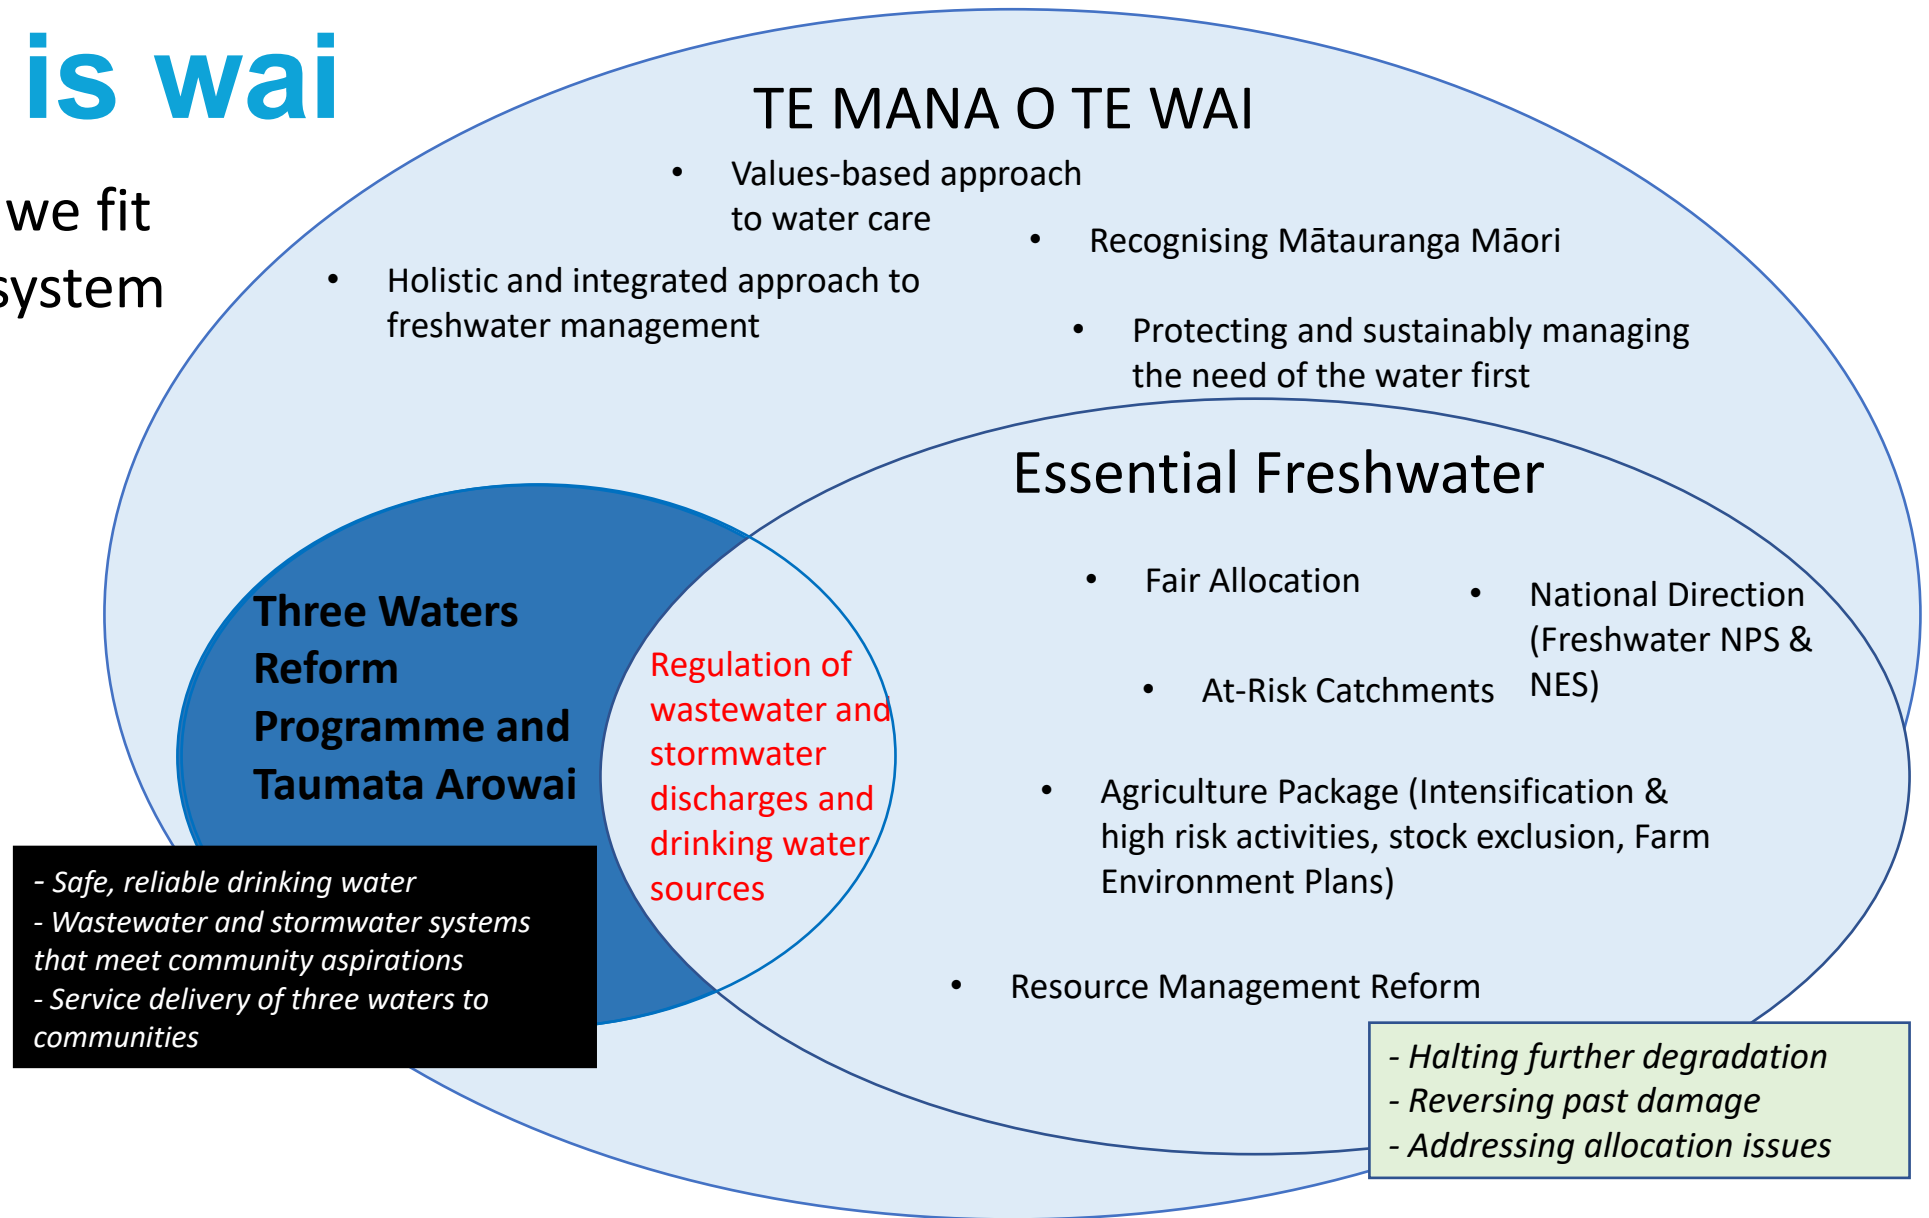 is wai
we fit
system
TE MANA O TE WAI
• Values-based approach
to water care
• Recognising Mātauranga Māori
• Holistic and integrated approach to
freshwater management
• Protecting and sustainably managing
the need of the water first
Essential Freshwater
• Fair Allocation
• National Direction
(Freshwater NPS &
NES)
• At-Risk Catchments
• Agriculture Package (Intensification &
high risk activities, stock exclusion, Farm
Environment Plans)
• Resource Management Reform
Three Waters
Reform
Programme and
Taumata Arowai
Regulation of
wastewater and
stormwater
discharges and
drinking water
sources
- Safe, reliable drinking water
- Wastewater and stormwater systems
that meet community aspirations
- Service delivery of three waters to
communities
- Halting further degradation
- Reversing past damage
- Addressing allocation issues